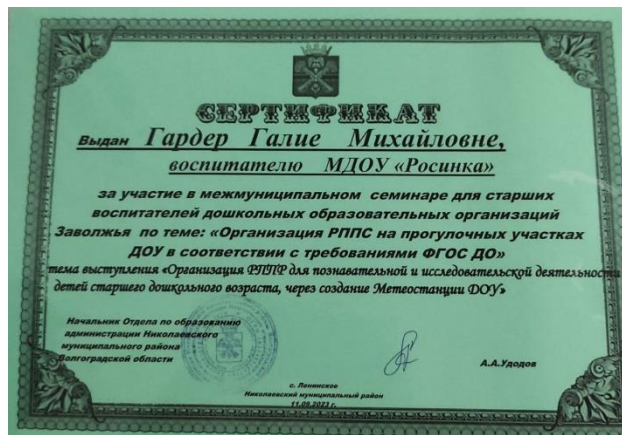 СЕРТИФИКАТ
Выдан Гардер Галие Михайловне,
воспитателю МДОУ «Росинка»
за участие в межмуниципальном семинаре для старших
воспитателей дошкольных образовательных организаций
Заволжья по теме: «Организация РППС на прогулочных участках
ДОУ в соответствии с требованиями ФГОС ДО»
тема выступления «Организация РППР для познавательной и исследовательской деятельности
детей старшего дошкольного возраста, через создание Метеостанции ДОУ»
Начальник Отдела по образованию
администрации Николаевского
муниципального района
Волгоградской области
А.А.Удодов
с. Ленинское
Николаевский муниципальный район
11.09.2023 г.